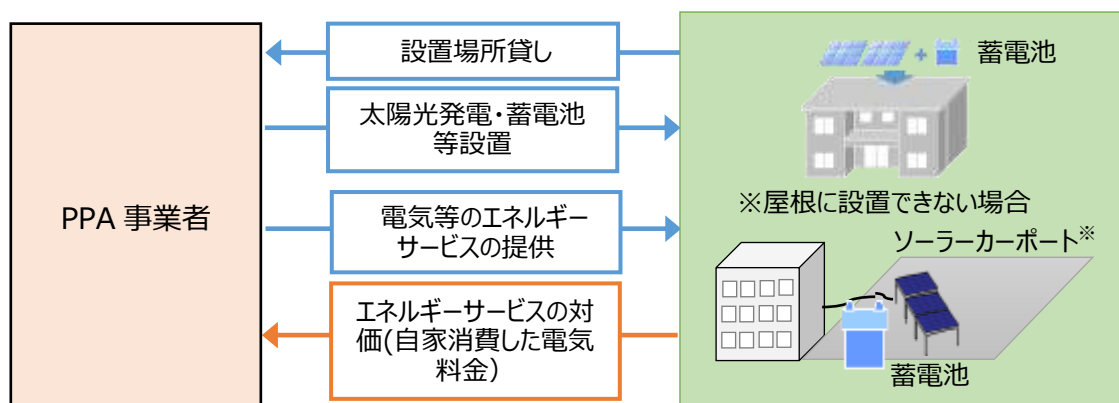 PPA 事業者
設置場所貸し
太陽光発電・蓄電池
等設置
電気等のエネルギー
サービスの提供
エネルギーサービスの対
価(自家消費した電気
料金）
+
蓄電池
※屋根に設置できない場合
ソーラーカーポート※
蓄電池